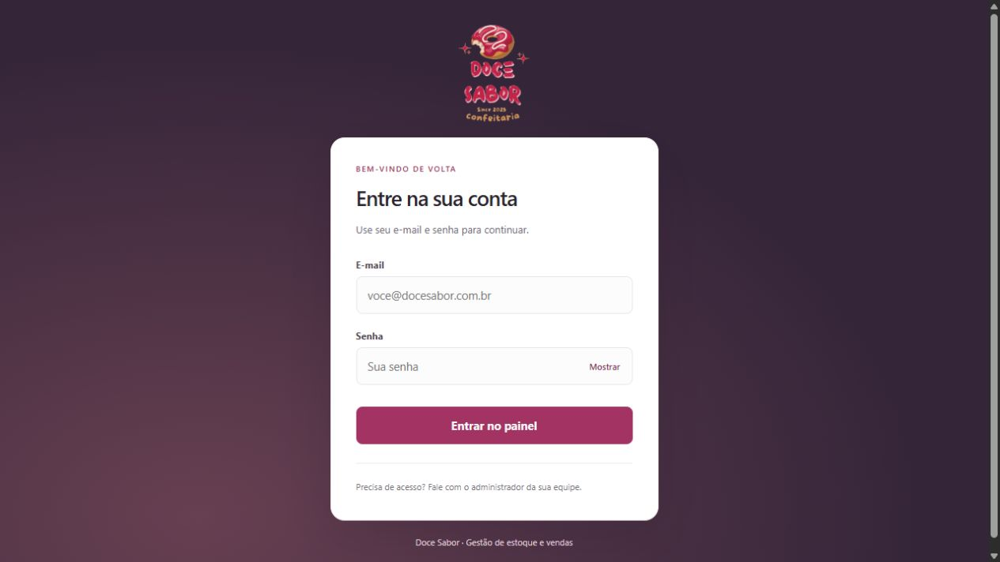 DOCE
SABOR
Since 2025
Confeitaria
BEM-VINDO DE VOLTA
Entre na sua conta
Use seu e-mail e senha para continuar.
E-mail
voce@docesabor.com.br
Senha
Sua senha
Mostrar
Entrar no painel
Precisa de acesso? Fale com o administrador da sua equipe.
Doce Sabor · Gestão de estoque e vendas